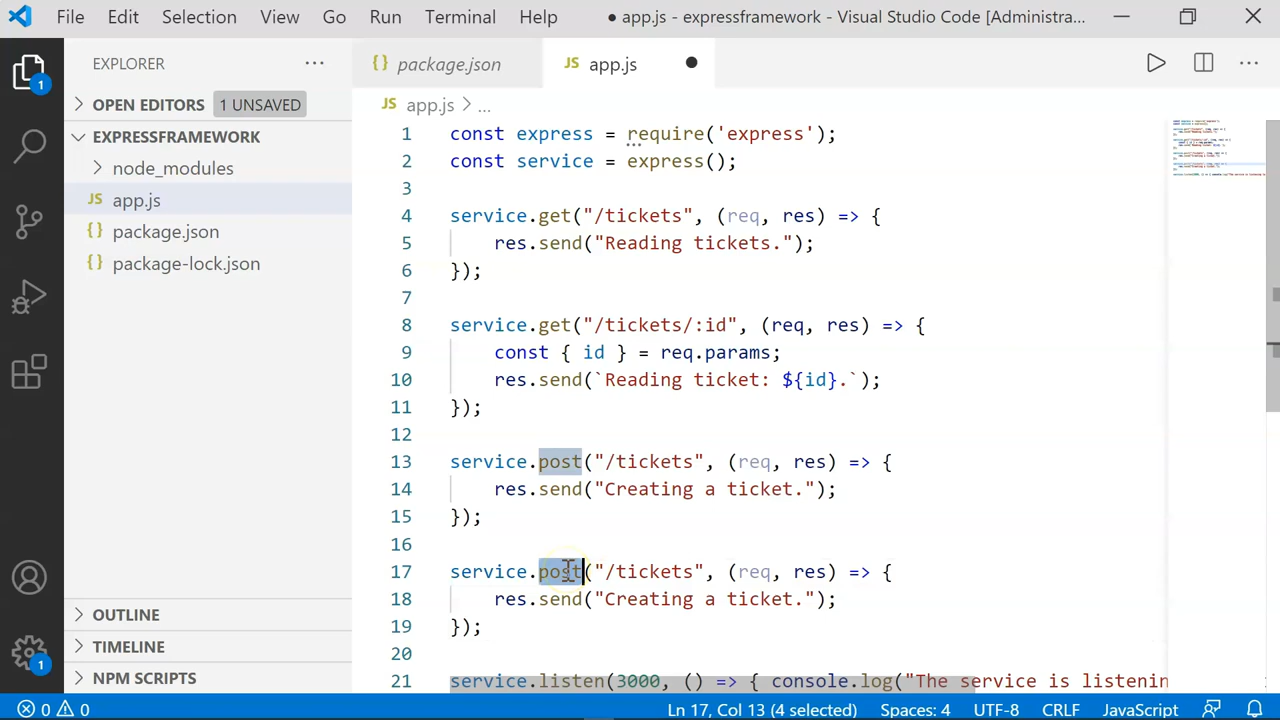 File Edit Selection View Go Run Terminal Help ● app.js - expressframework - Visual Studio Code [Administra...
EXPLORER ...
{} package.json JS app.js ●
1
OPEN EDITORS 1 UNSAVED
JS app.js > ...
EXPRESSFRAMEWORK
node_modules
JS app.js
{} package.json
{} package-lock.json
1 const express = require('express');
2 const service = express();
3
4 service.get("/tickets", (req, res) => {
5 res.send("Reading tickets.");
6 });
7
8 service.get("/tickets/:id", (req, res) => {
9 const { id } = req.params;
10 res.send(`Reading ticket: ${id}.`);
11 });
12
13 service.post("/tickets", (req, res) => {
14 res.send("Creating a ticket.");
15 });
16
17 service.post("/tickets", (req, res) => {
18 res.send("Creating a ticket.");
19 });
20
21 service.listen(3000, () => { console.log("The service is listenin
OUTLINE
TIMELINE
NPM SCRIPTS
1
0 0 Ln 17, Col 13 (4 selected) Spaces: 4 UTF-8 CRLF JavaScript